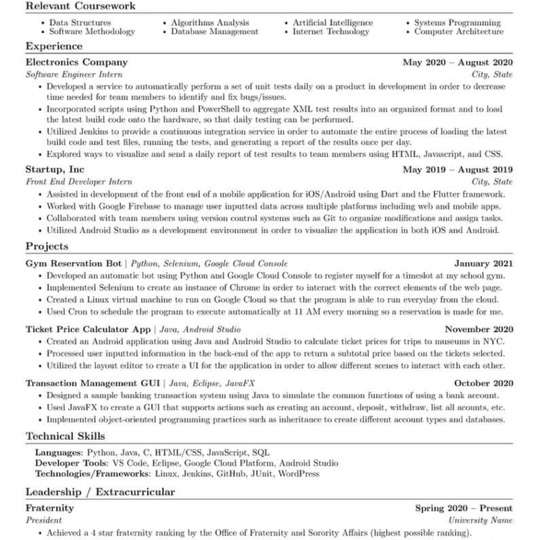 Relevant Coursework
• Data Structures • Algorithms Analysis • Artificial Intelligence • Systems Programming
• Software Methodology • Database Management • Internet Technology • Computer Architecture
Experience
Electronics Company May 2020 – August 2020
Software Engineer Intern City, State
• Developed a service to automatically perform a set of unit tests daily on a product in development in order to decrease
time needed for team members to identify and fix bugs/issues.
• Incorporated scripts using Python and PowerShell to aggregate XML test results into an organized format and to load
the latest build code onto the hardware, so that daily testing can be performed.
• Utilized Jenkins to provide a continuous integration service in order to automate the entire process of loading the latest
build code and test files, running the tests, and generating a report of the results once per day.
• Explored ways to visualize and send a daily report of test results to team members using HTML, Javascript, and CSS.
Startup, Inc May 2019 – August 2019
Front End Developer Intern City, State
• Assisted in development of the front end of a mobile application for iOS/Android using Dart and the Flutter framework.
• Worked with Google Firebase to manage user inputted data across multiple platforms including web and mobile apps.
• Collaborated with team members using version control systems such as Git to organize modifications and assign tasks.
• Utilized Android Studio as a development environment in order to visualize the application in both iOS and Android.
Projects
Gym Reservation Bot | Python, Selenium, Google Cloud Console January 2021
• Developed an automatic bot using Python and Google Cloud Console to register myself for a timeslot at my school gym.
• Implemented Selenium to create an instance of Chrome in order to interact with the correct elements of the web page.
• Created a Linux virtual machine to run on Google Cloud so that the program is able to run everyday from the cloud.
• Used Cron to schedule the program to execute automatically at 11 AM every morning so a reservation is made for me.
Ticket Price Calculator App | Java, Android Studio November 2020
• Created an Android application using Java and Android Studio to calculate ticket prices for trips to museums in NYC.
• Processed user inputted information in the back-end of the app to return a subtotal price based on the tickets selected.
• Utilized the layout editor to create a UI for the application in order to allow different scenes to interact with each other.
Transaction Management GUI | Java, Eclipse, JavaFX October 2020
• Designed a sample banking transaction system using Java to simulate the common functions of using a bank account.
• Used JavaFX to create a GUI that supports actions such as creating an account, deposit, withdraw, list all acounts, etc.
• Implemented object-oriented programming practices such as inheritance to create different account types and databases.
Technical Skills
Languages: Python, Java, C, HTML/CSS, JavaScript, SQL
Developer Tools: VS Code, Eclipse, Google Cloud Platform, Android Studio
Technologies/Frameworks: Linux, Jenkins, GitHub, JUnit, WordPress
Leadership / Extracurricular
Fraternity Spring 2020 – Present
President University Name
• Achieved a 4 star fraternity ranking by the Office of Fraternity and Sorority Affairs (highest possible ranking).